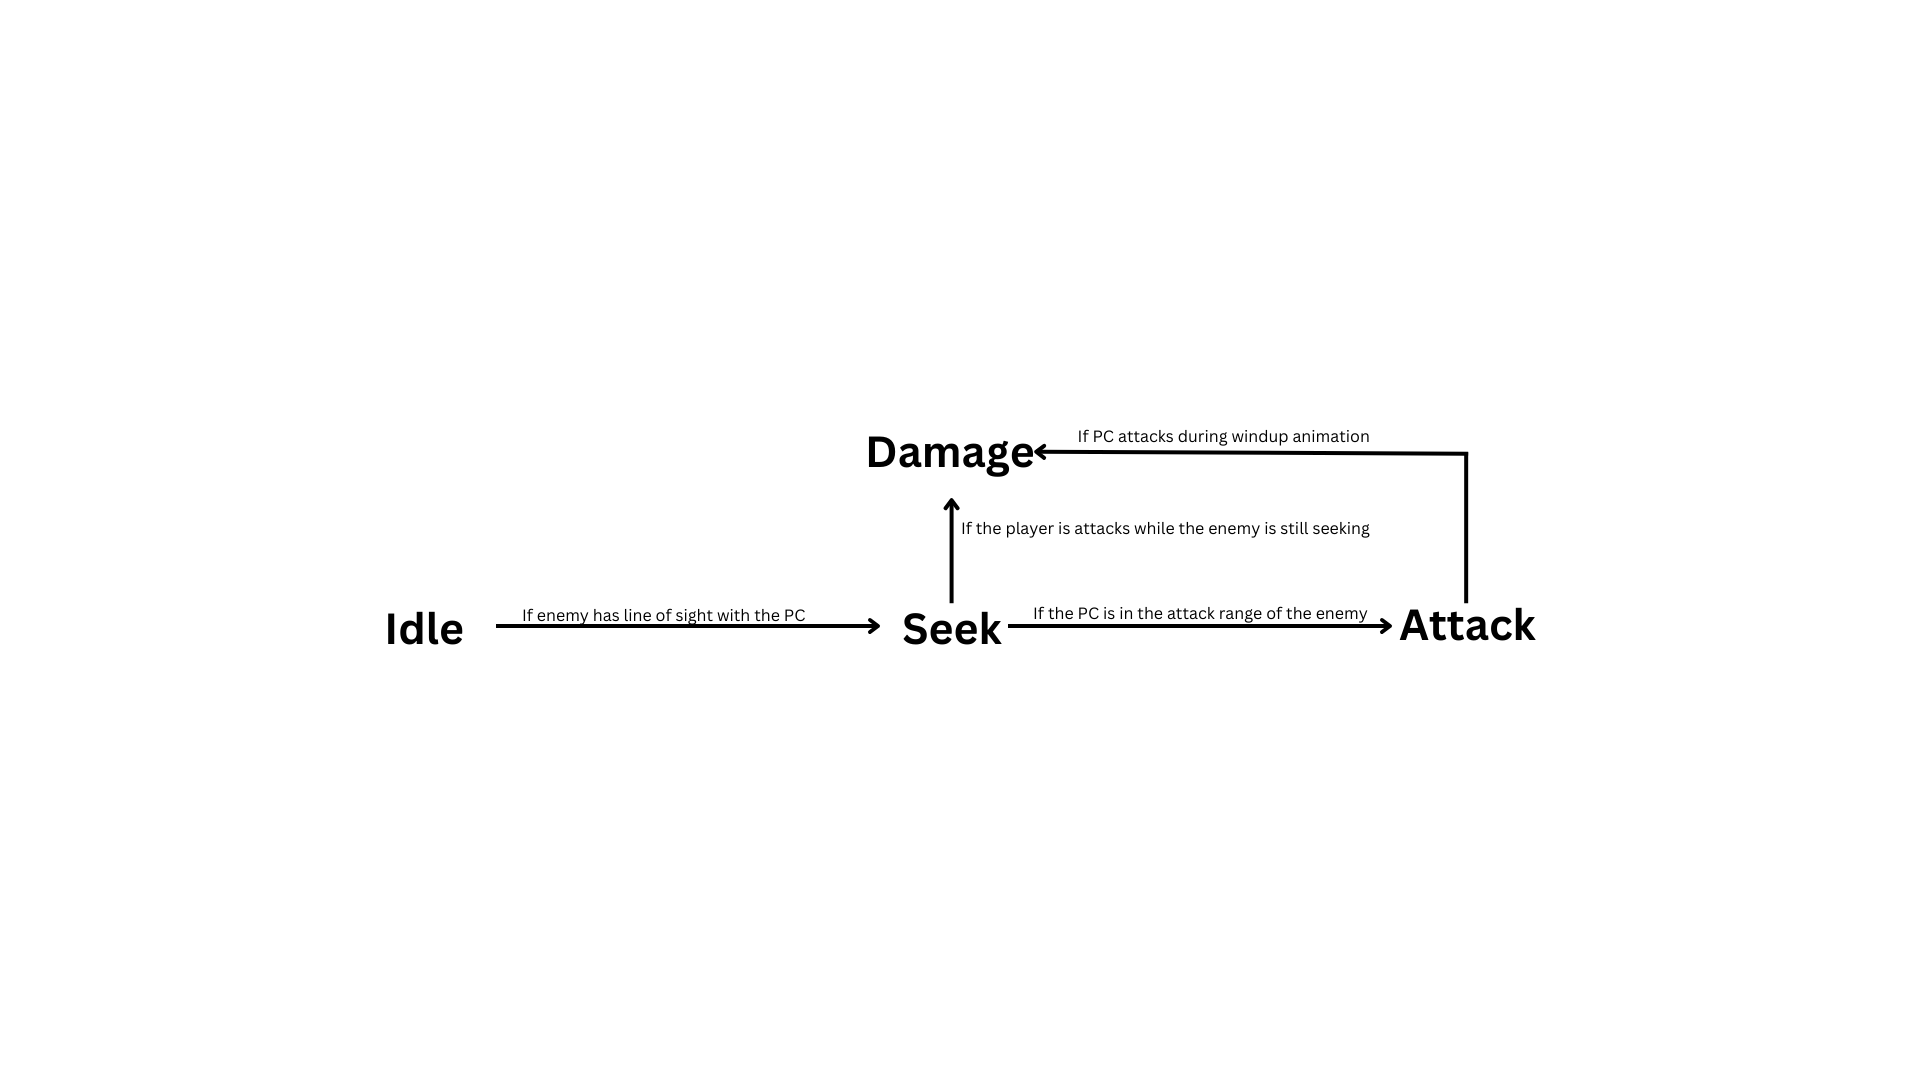 If PC attacks during windup animation
Damage
If the player is attacks while the enemy is still seeking
If enemy has line of sight with the PC
If the PC is in the attack range of the enemy
Idle
Seek
Attack